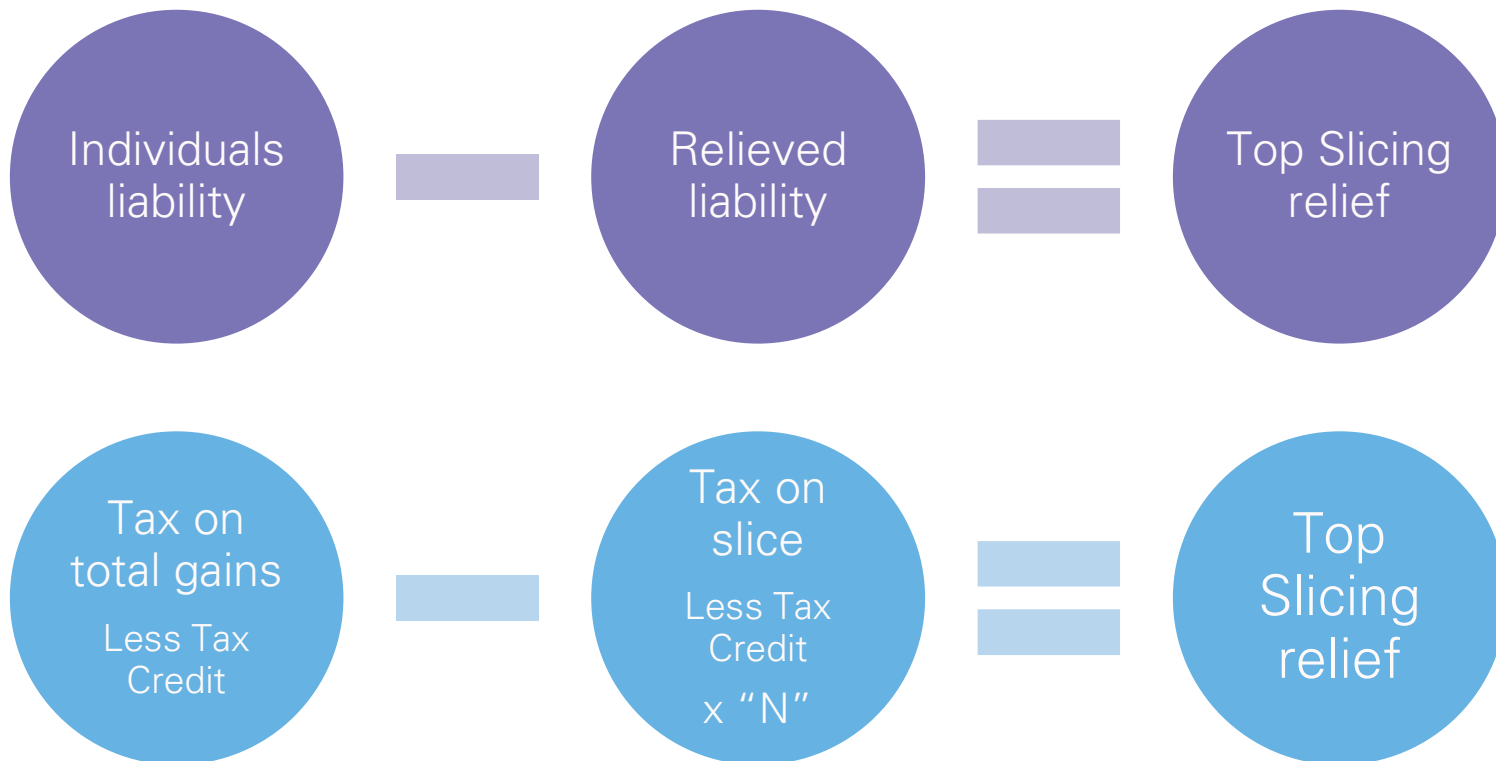 Individuals
liability
Relieved
liability
Top Slicing
relief
Tax on
total gains
Less Tax
Credit
Tax on
slice
Less Tax
Credit
x “N”
Top
Slicing
relief